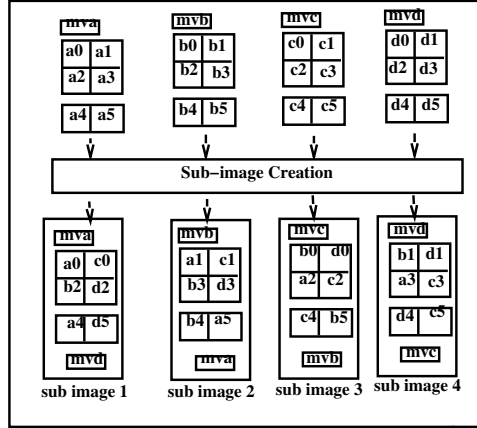 mva mvb mvc mvd
a0 a1 b0 b1 c0 c1 d0 d1
a2 a3 b2 b3 c2 c3 d2 d3
a4 a5 b4 b5 c4 c5 d4 d5
Sub-image Creation
mva mvb mvc mvd
a0 c0 a1 c1 b0 d0 b1 d1
b2 d2 b3 d3 a2 c2 a3 c3
a4 d5 b4 a5 c4 b5 d4 c5
mvd mva mvb mvc
sub image 1 sub image 2 sub image 3 sub image 4